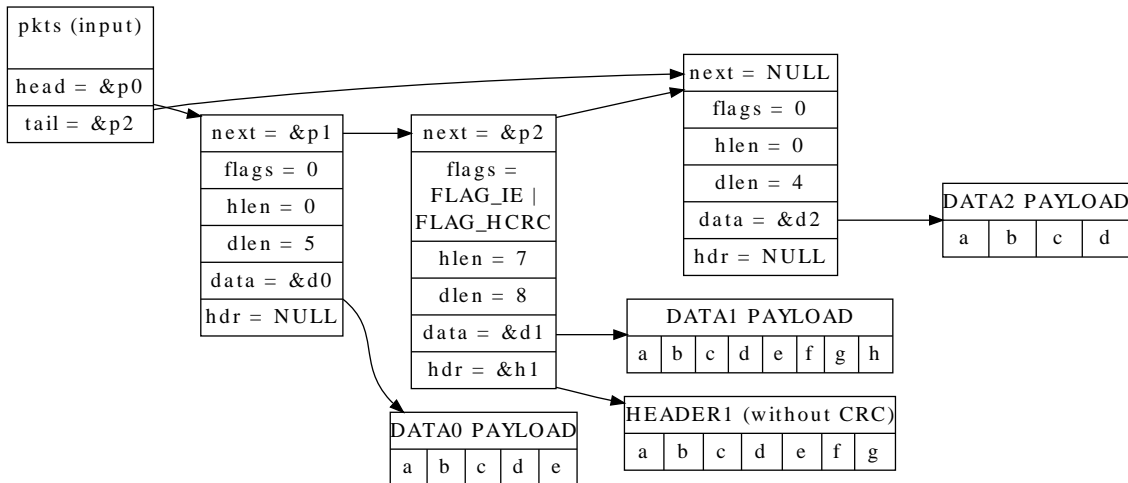 pkts (input)
head = &p0
tail = &p2
next = &p1
flags = 0
hlen = 0
dlen = 5
data = &d0
hdr = NULL
next = &p2
flags =
FLAG_IE |
FLAG_HCRC
hlen = 7
dlen = 8
data = &d1
hdr = &h1
next = NULL
flags = 0
hlen = 0
dlen = 4
data = &d2
hdr = NULL
DATA2 PAYLOAD
a b c d
DATA1 PAYLOAD
a b c d e f g h
HEADER1 (without CRC)
a b c d e f g
DATA0 PAYLOAD
a b c d e